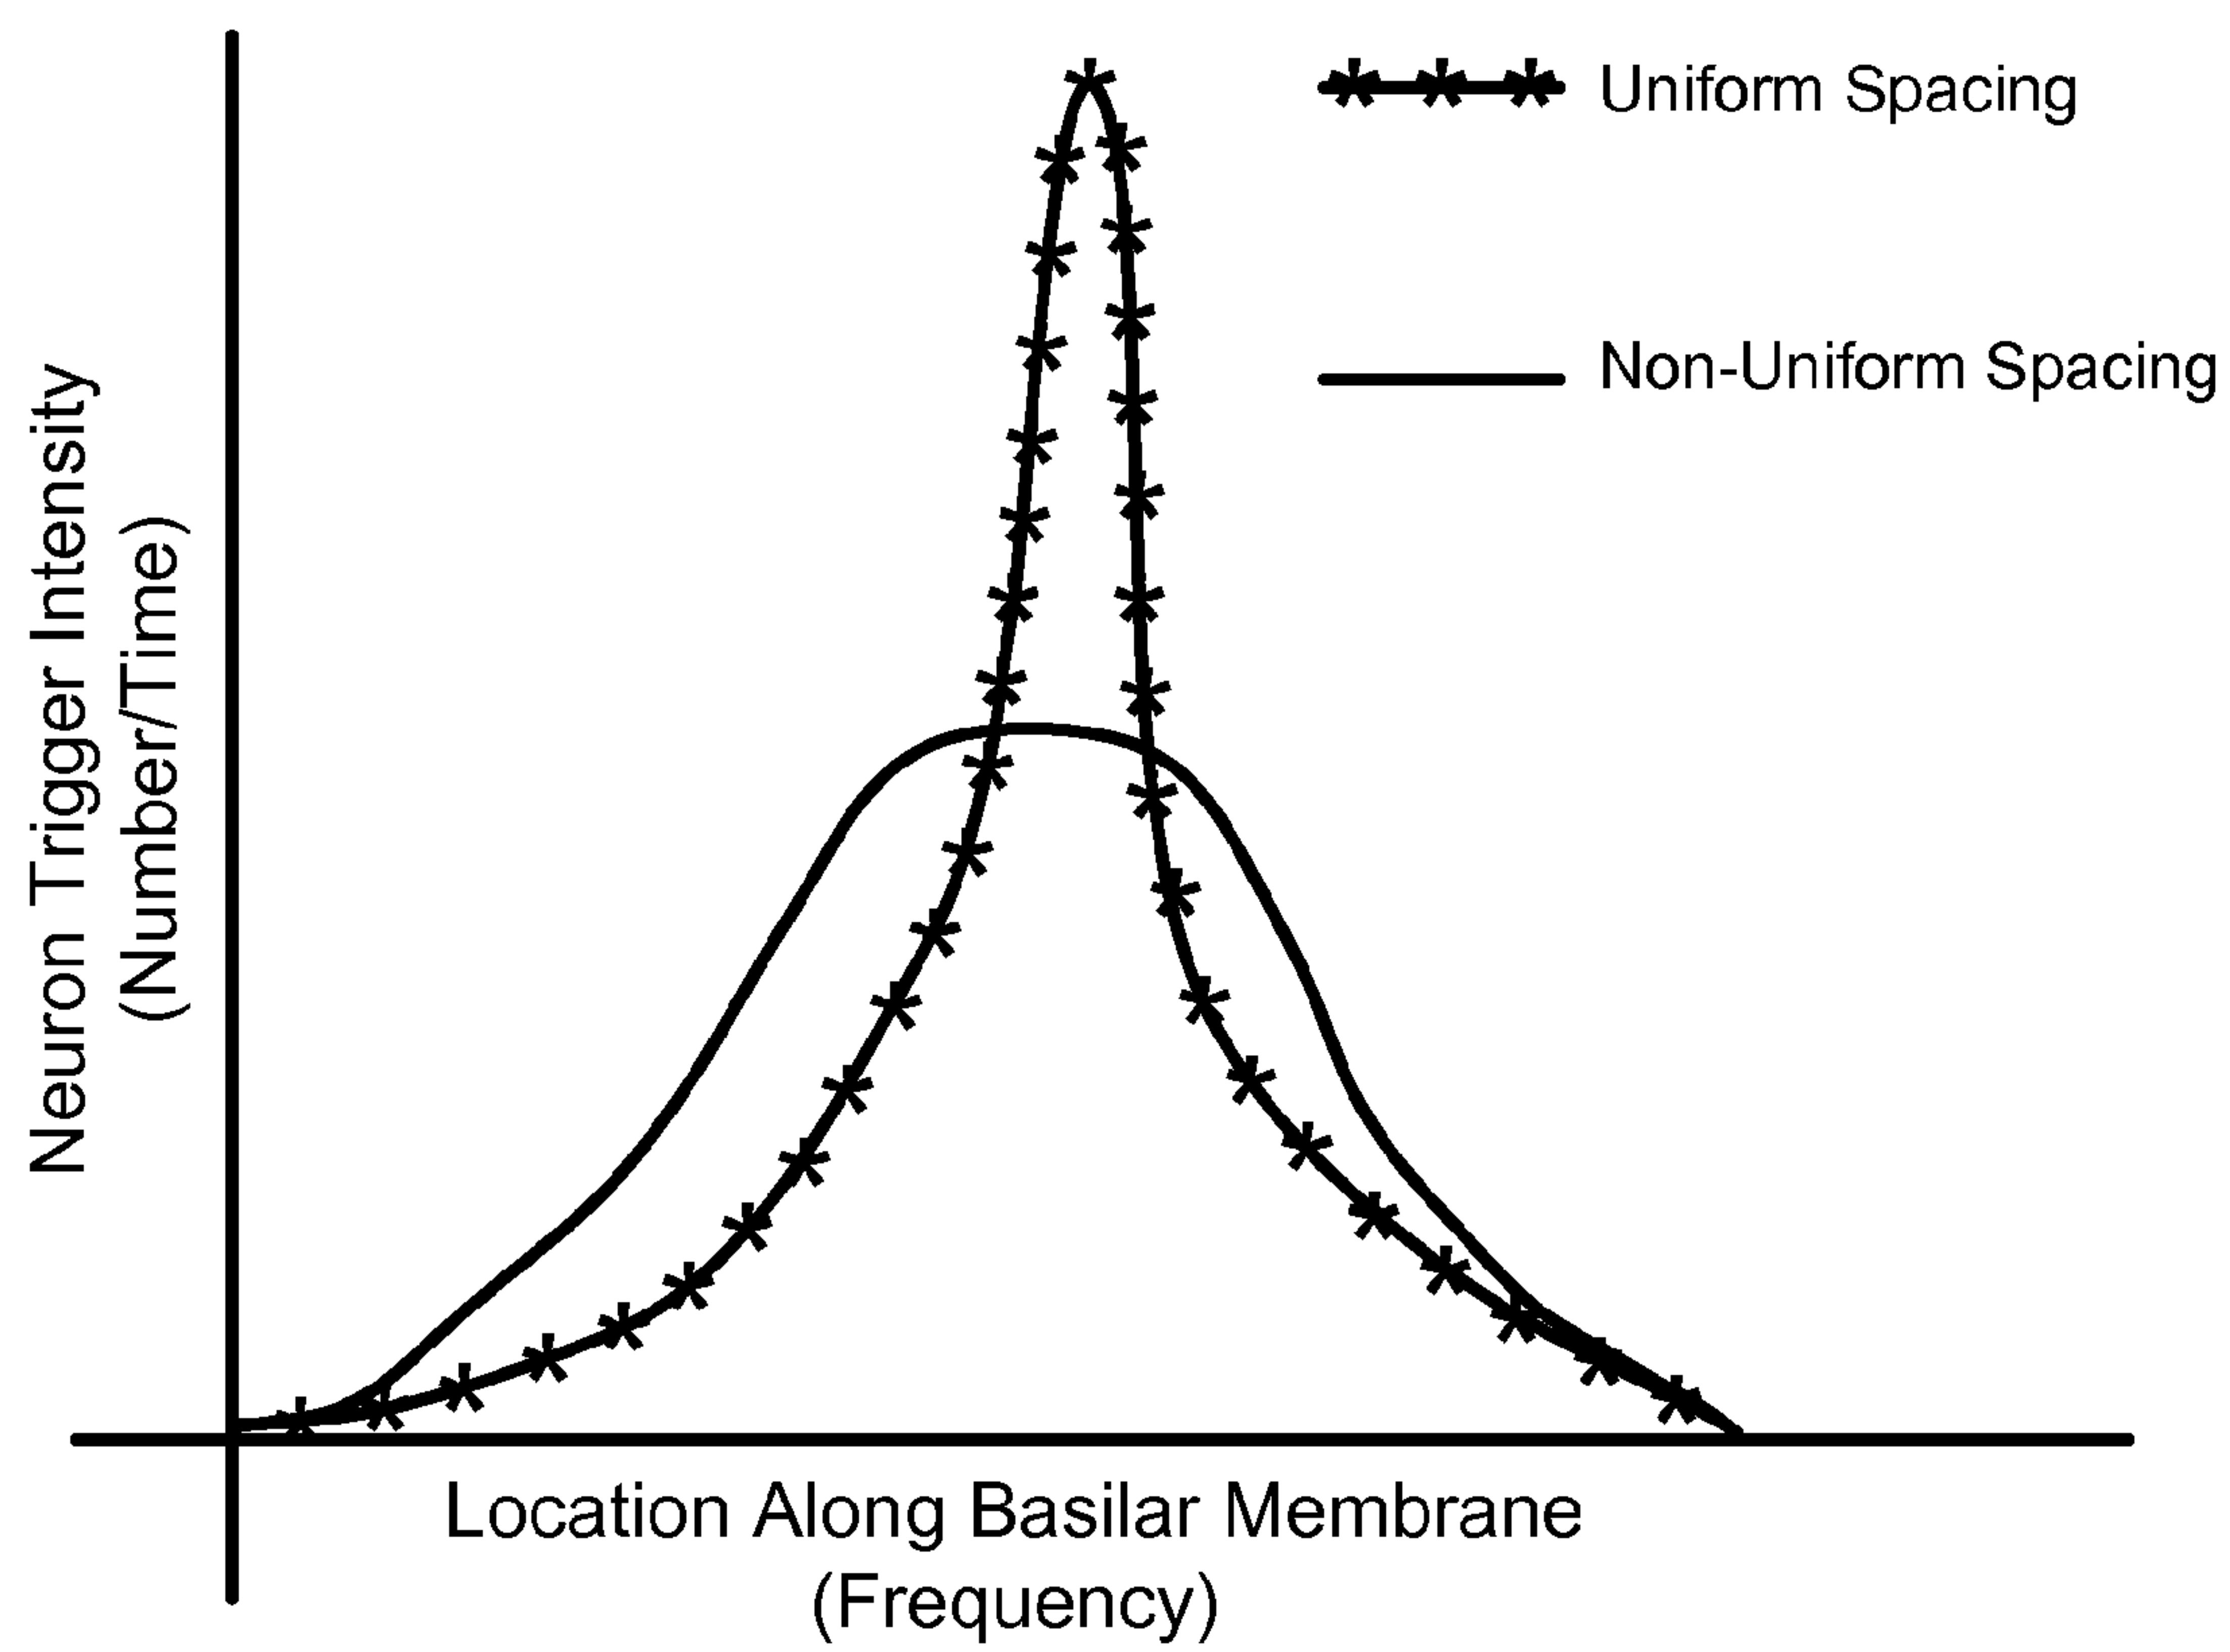 Uniform Spacing
Non-Uniform Spacing
Neuron Trigger Intensity
(Number/Time)
Location Along Basilar Membrane
(Frequency)